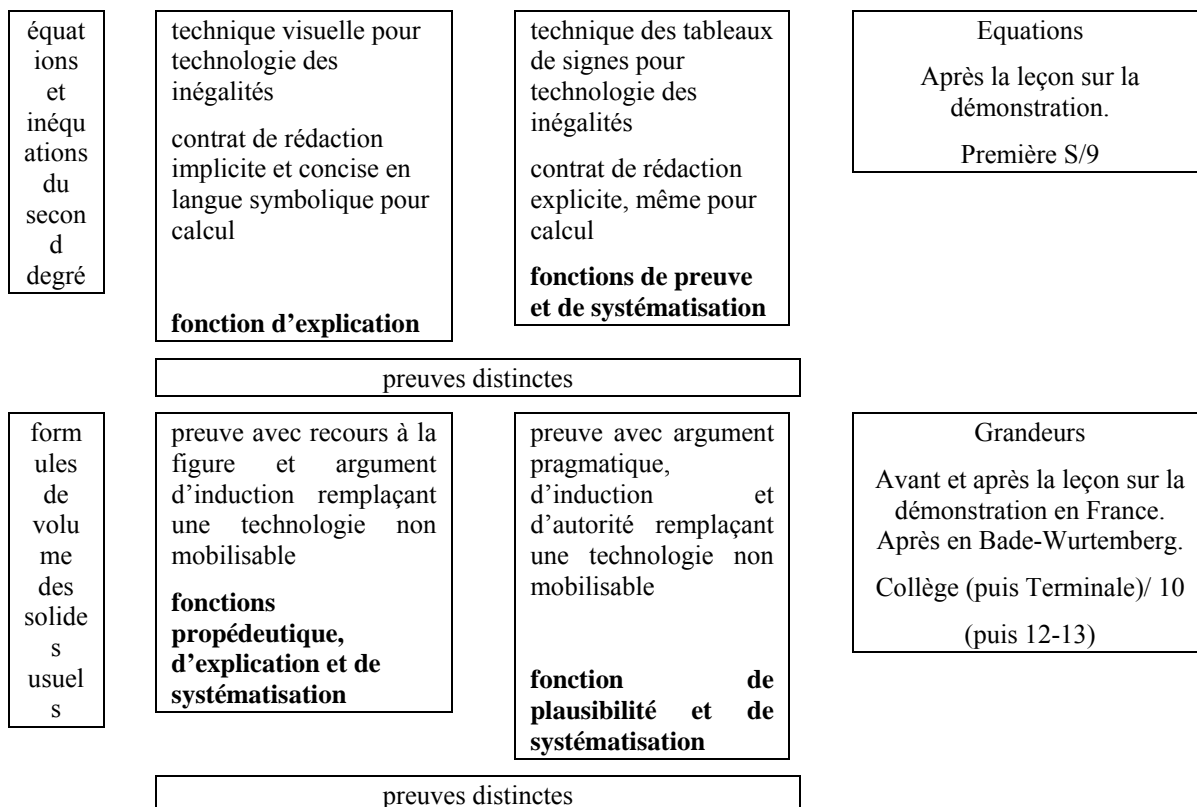 équat
ions
et
inéqu
ations
du
secon
d
degré
technique visuelle pour
technologie des
inégalités
contrat de rédaction
implicite et concise en
langue symbolique pour
calcul
fonction d’explication
technique des tableaux
de signes pour
technologie des
inégalités
contrat de rédaction
explicite, même pour
calcul
fonctions de preuve
et de systématisation
Equations
Après la leçon sur la
démonstration.
Première S/9
preuves distinctes
form
ules
de
volu
me
des
solide
s
usuel
s
preuve avec recours à la
figure et argument
d’induction remplaçant
une technologie non
mobilisable
fonctions
propédeutique,
d’explication et de
systématisation
preuve avec argument
pragmatique,
d’induction et
d’autorité remplaçant
une technologie non
mobilisable
fonction de
plausibilité et de
systématisation
Grandeurs
Avant et après la leçon sur la
démonstration en France.
Après en Bade-Wurtemberg.
Collège (puis Terminale)/ 10
(puis 12-13)
preuves distinctes